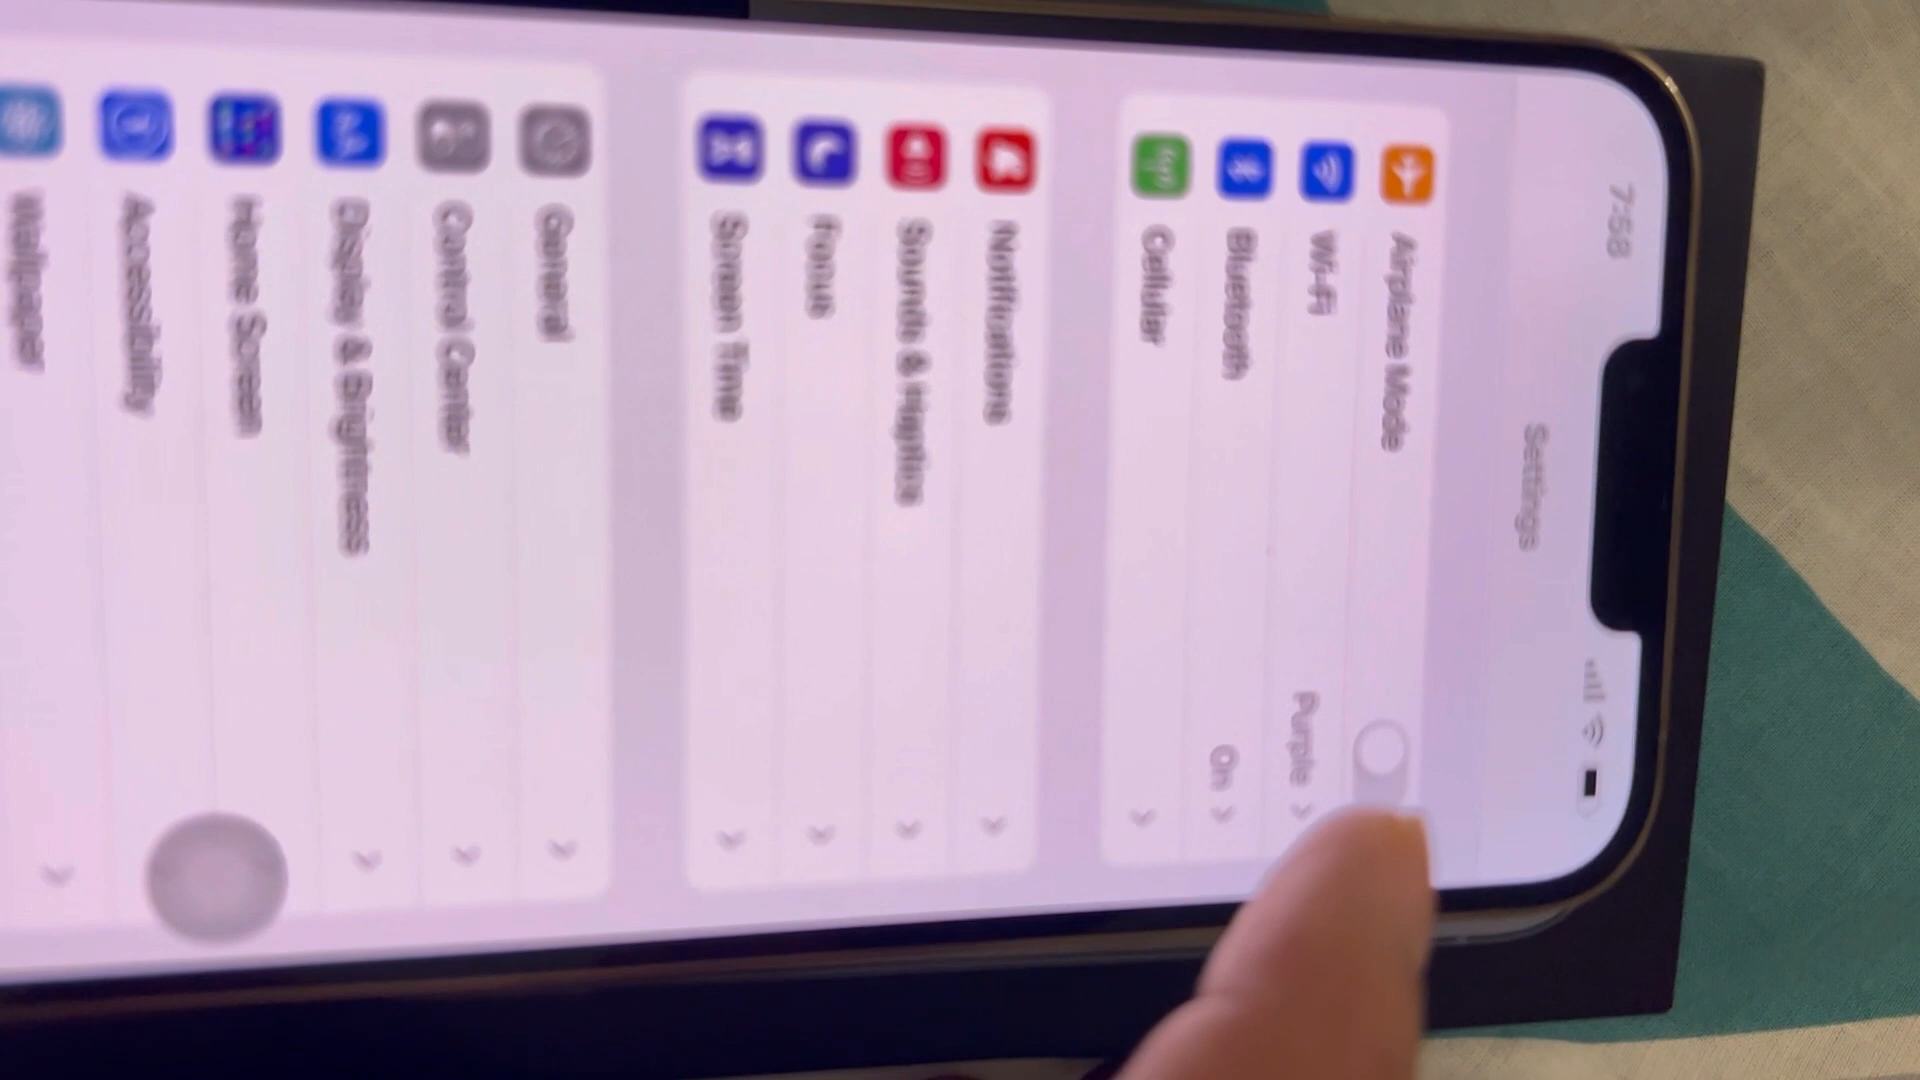 7:58
Settings
Airplane Mode
Wi-Fi Purple
Bluetooth On
Cellular
Notifications
Sounds & Haptics
Focus
Screen Time
General
Control Center
Display & Brightness
Home Screen
Accessibility
Wallpaper